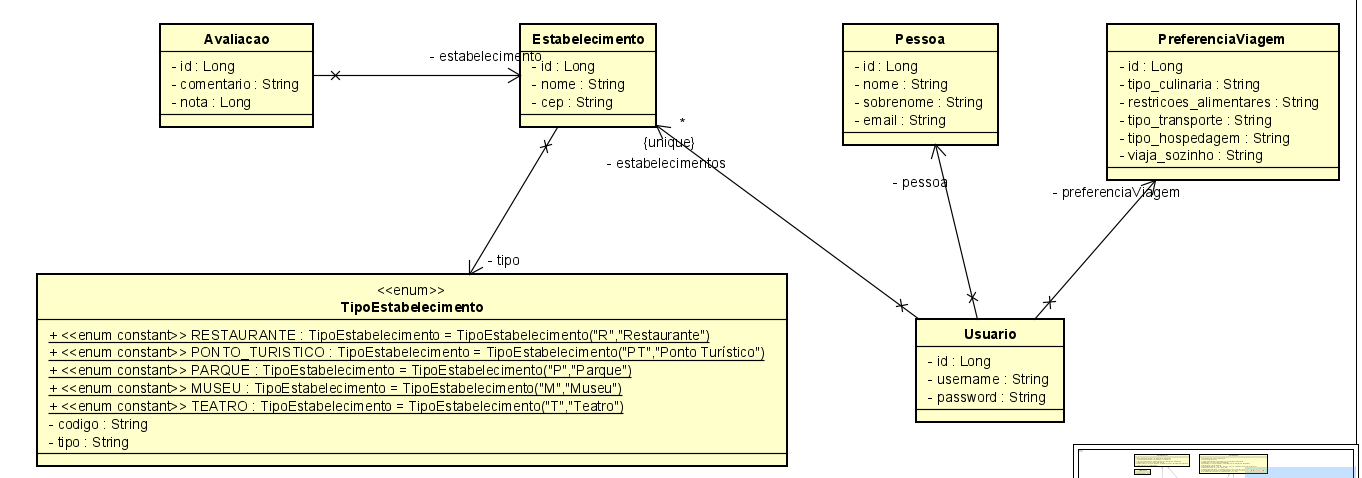 Avaliacao
- id : Long
- comentario : String
- nota : Long
- estabelecimento
Estabelecimento
- id : Long
- nome : String
- cep : String
*
{unique}
- estabelecimentos
Pessoa
- id : Long
- nome : String
- sobrenome : String
- email : String
- pessoa
PreferenciaViagem
- id : Long
- tipo_culinaria : String
- restricoes_alimentares : String
- tipo_transporte : String
- tipo_hospedagem : String
- viaja_sozinho : String
- preferenciaViagem
- tipo
<<enum>>
TipoEstabelecimento
+ <<enum constant>> RESTAURANTE : TipoEstabelecimento = TipoEstabelecimento("R","Restaurante")
+ <<enum constant>> PONTO_TURISTICO : TipoEstabelecimento = TipoEstabelecimento("PT","Ponto Turístico")
+ <<enum constant>> PARQUE : TipoEstabelecimento = TipoEstabelecimento("P","Parque")
+ <<enum constant>> MUSEU : TipoEstabelecimento = TipoEstabelecimento("M","Museu")
+ <<enum constant>> TEATRO : TipoEstabelecimento = TipoEstabelecimento("T","Teatro")
- codigo : String
- tipo : String
Usuario
- id : Long
- username : String
- password : String